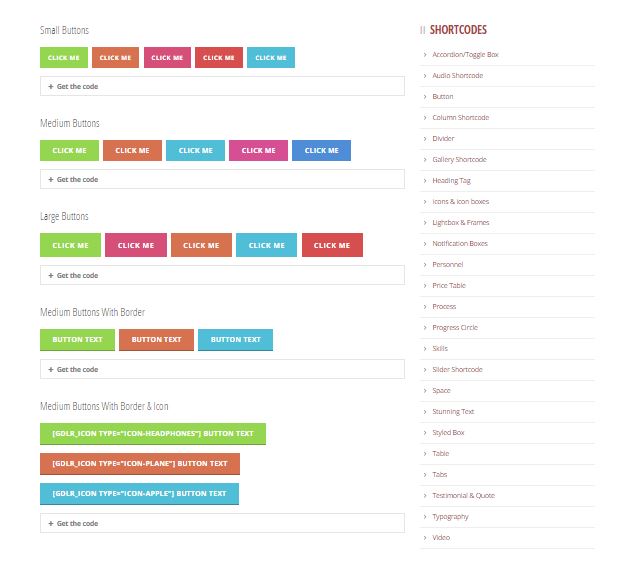 Small Buttons
CLICK ME CLICK ME CLICK ME CLICK ME CLICK ME
+ Get the code
Medium Buttons
CLICK ME CLICK ME CLICK ME CLICK ME CLICK ME
+ Get the code
Large Buttons
CLICK ME CLICK ME CLICK ME CLICK ME CLICK ME
+ Get the code
Medium Buttons With Border
BUTTON TEXT BUTTON TEXT BUTTON TEXT
+ Get the code
Medium Buttons With Border & Icon
[GDLR_ICON TYPE="ICON-HEADPHONES"] BUTTON TEXT
[GDLR_ICON TYPE="ICON-PLANE"] BUTTON TEXT
[GDLR_ICON TYPE="ICON-APPLE"] BUTTON TEXT
+ Get the code
SHORTCODES
Accordion/Toggle Box
Audio Shortcode
Button
Column Shortcode
Divider
Gallery Shortcode
Heading Tag
Icons & icon boxes
Lightbox & Frames
Notification Boxes
Personnel
Price Table
Process
Progress Circle
Skills
Slider Shortcode
Space
Stunning Text
Styled Box
Table
Tabs
Testimonial & Quote
Typography
Video